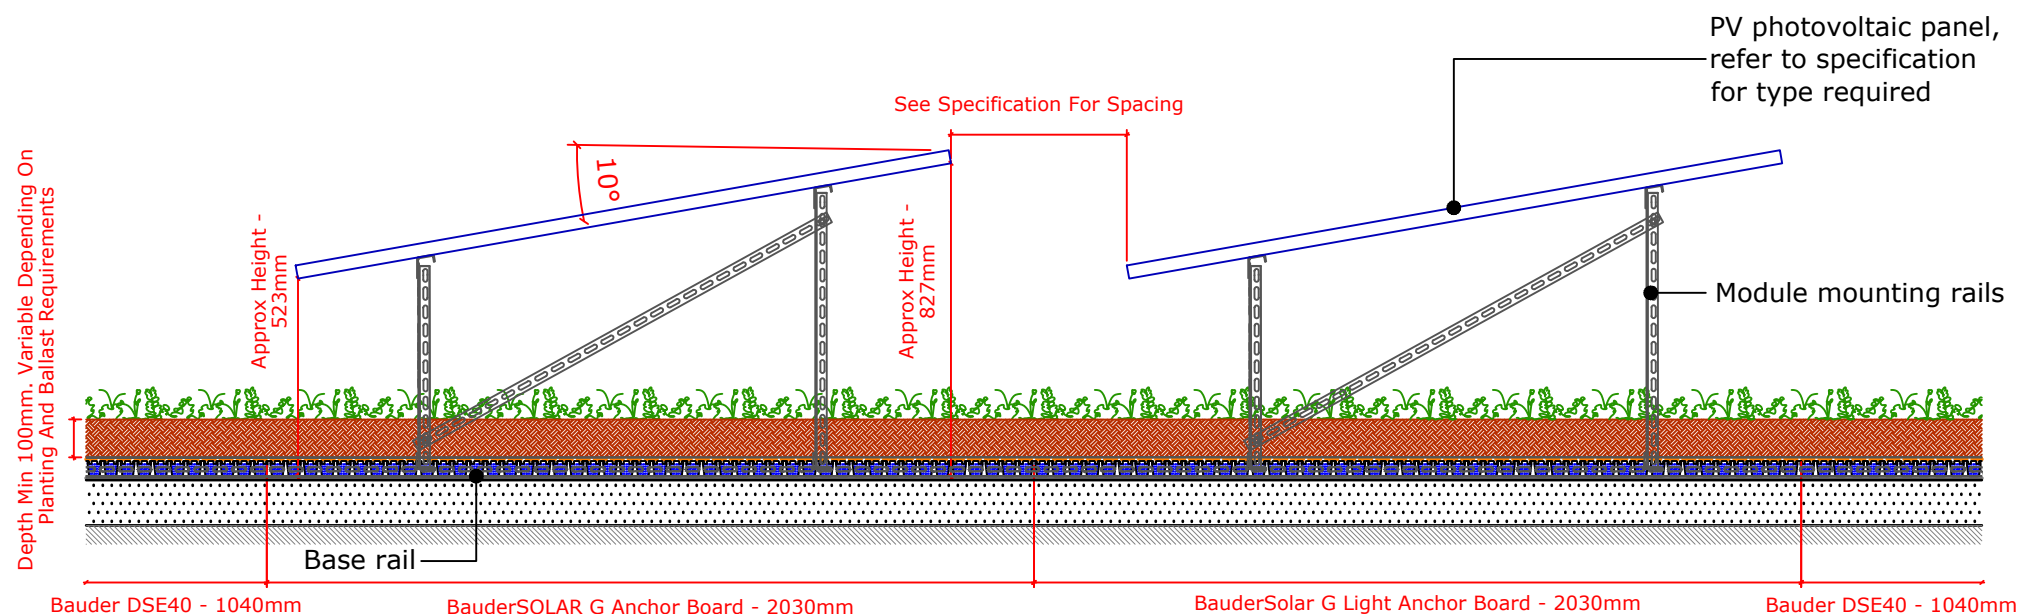 PV photovoltaic panel,
refer to specification
for type required
See Specification For Spacing
10°
Depth Min 100mm. Variable Depending On
Planting And Ballast Requirements
Approx Height -
523mm
Approx Height -
827mm
Module mounting rails
Base rail
Bauder DSE40 - 1040mm
BauderSOLAR G Anchor Board - 2030mm
BauderSolar G Light Anchor Board - 2030mm
Bauder DSE40 - 1040mm